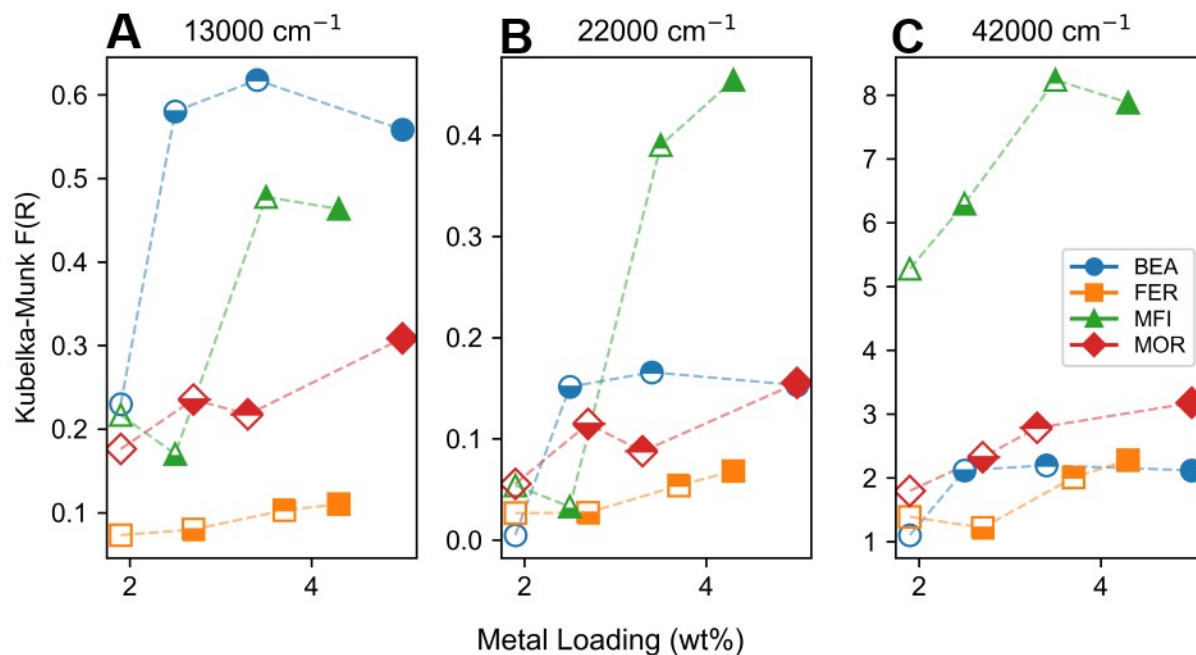 A 13000 cm⁻¹
B 22000 cm⁻¹
C 42000 cm⁻¹
Kubelka-Munk F(R)
0.6
0.5
0.4
0.3
0.2
0.1
2 4
0.4
0.3
0.2
0.1
0.0
2 4
8
7
6
5
4
3
2
1
2 4
BEA
FER
MFI
MOR
Metal Loading (wt%)